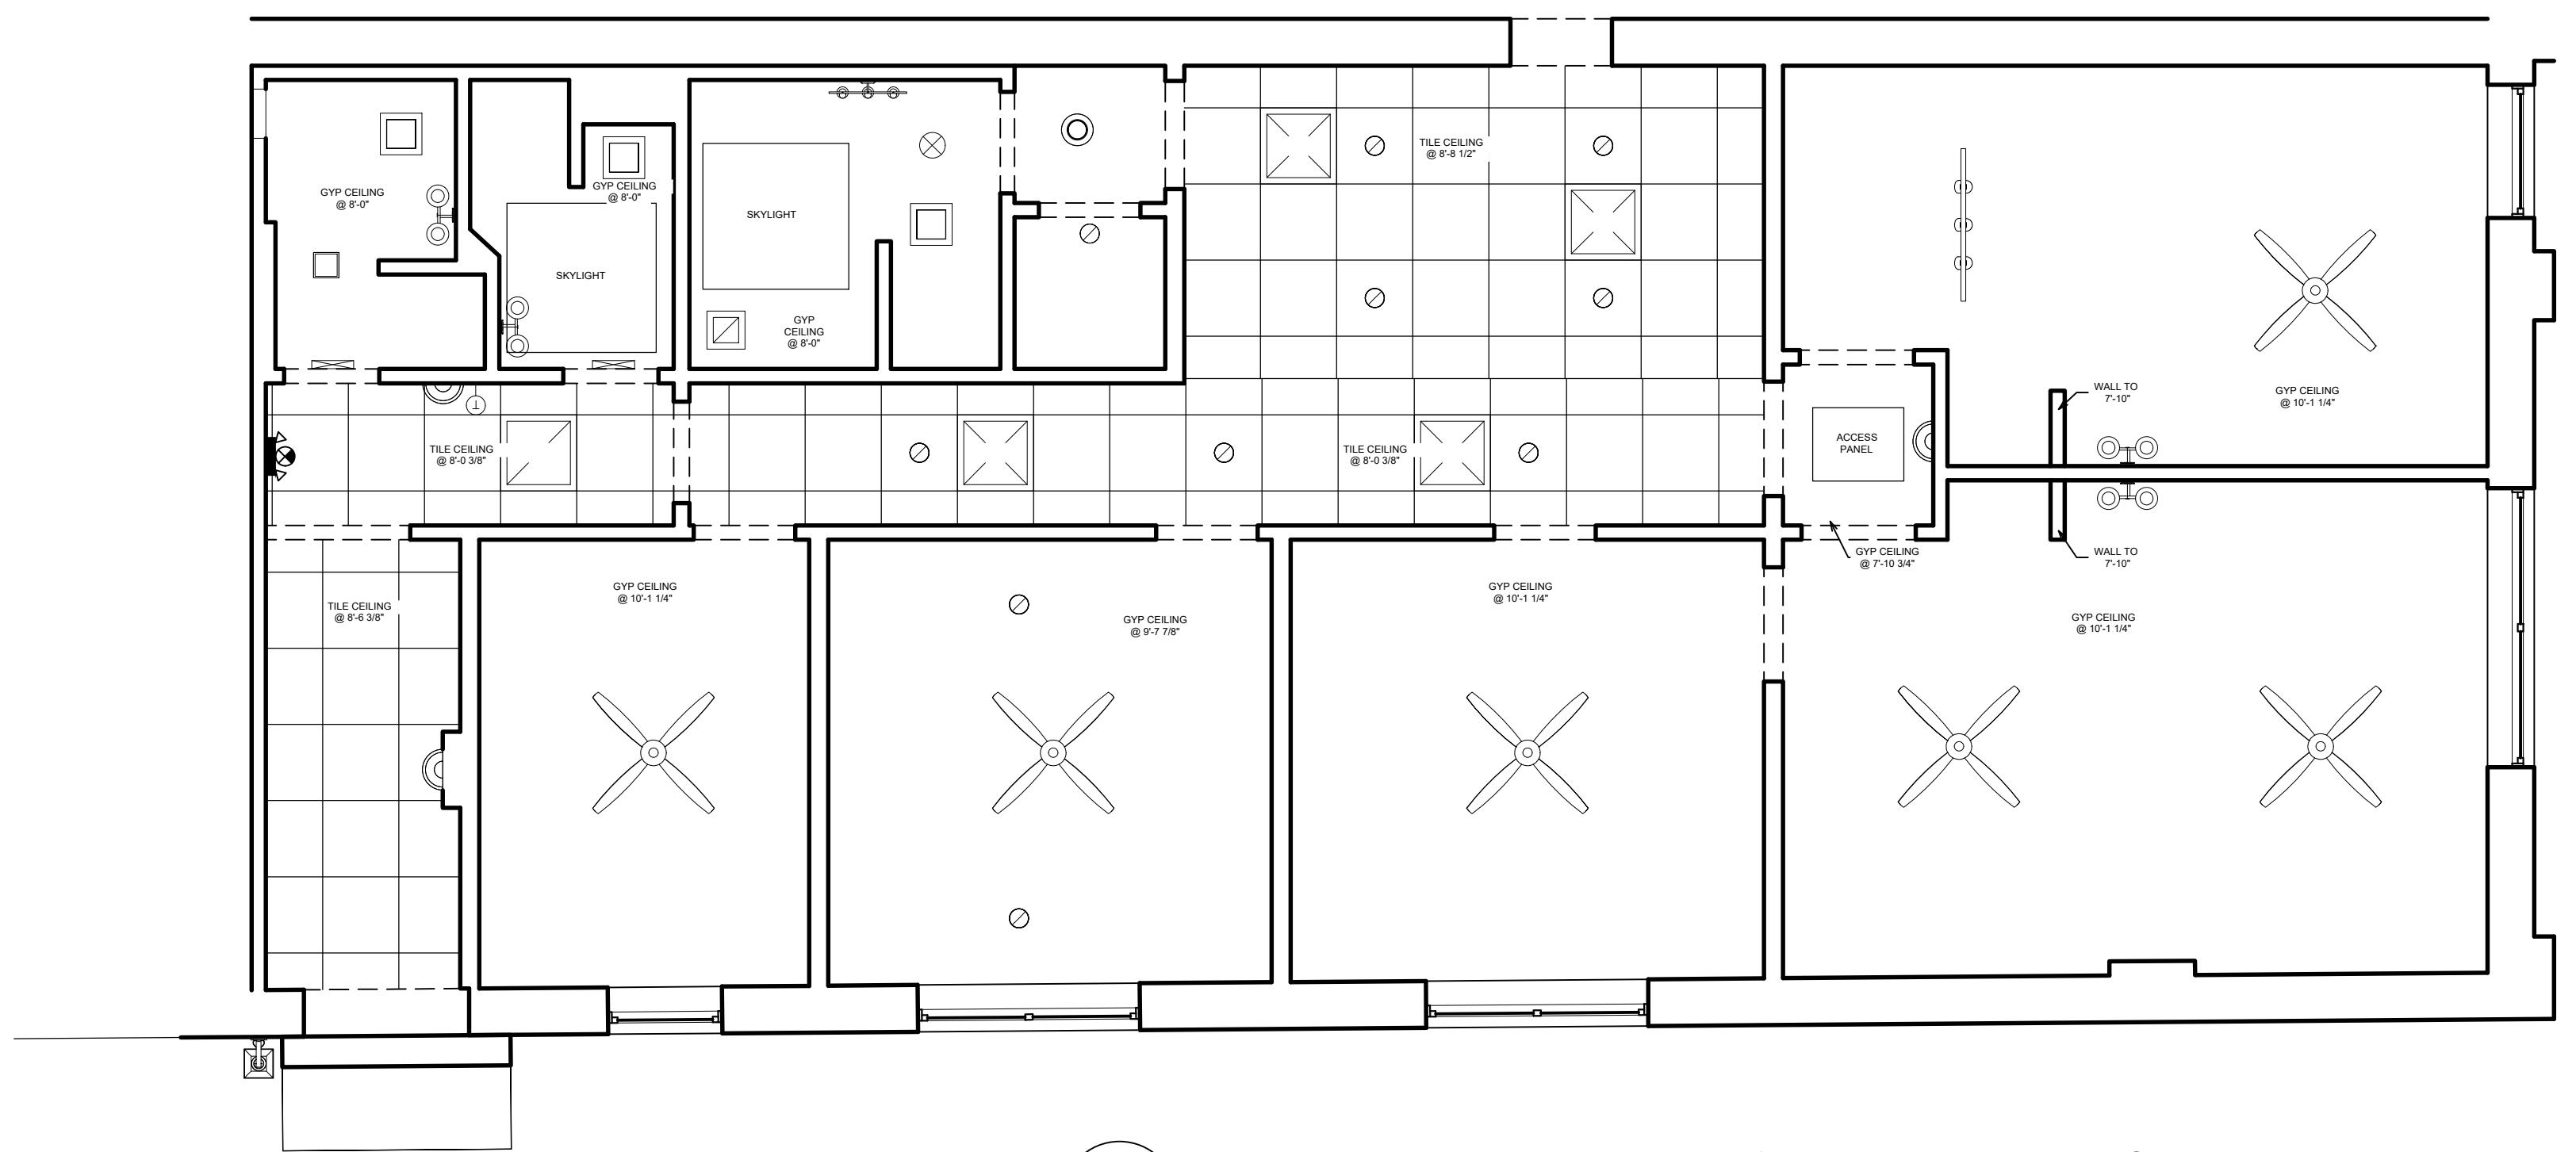 TILE CEILING
@ 8'-8 1/2"
GYP CEILING
@ 8'-0"
GYP CEILING
@ 8'-0"
SKYLIGHT
SKYLIGHT
GYP
CEILING
@ 8'-0"
WALL TO
7'-10"
GYP CEILING
@ 10'-1 1/4"
TILE CEILING
@ 8'-0 3/8"
TILE CEILING
@ 8'-0 3/8"
ACCESS
PANEL
GYP CEILING
@ 7'-10 3/4"
WALL TO
7'-10"
TILE CEILING
@ 8'-6 3/8"
GYP CEILING
@ 10'-1 1/4"
GYP CEILING
@ 9'-7 7/8"
GYP CEILING
@ 10'-1 1/4"
GYP CEILING
@ 10'-1 1/4"